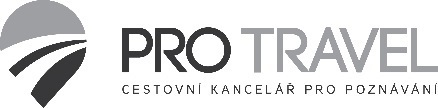 PRO TRAVEL
CESTOVNÍ KANCELÁŘ PRO POZNÁVÁNÍ